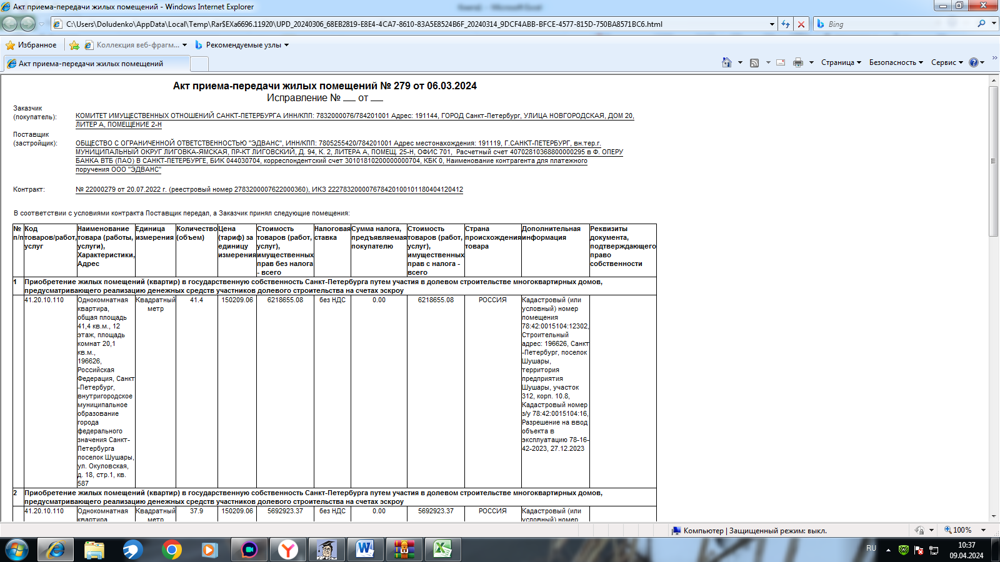 Акт приема-передачи жилых помещений - Windows Internet Explorer
C:\Users\Doludenko\AppData\Local\Temp\Rar$EXa6696.11920\UPD_20240306_68EB2819-E8E4-4CA7-8610-83A5E8524B6F_20240314_9DCF4ABB-BFCE-4577-815D-750BA8571BC6.html
Bing
Избранное
Коллекция веб-фрагм...
Рекомендуемые узлы
Акт приема-передачи жилых помещений
Страница
Безопасность
Сервис
Акт приема-передачи жилых помещений № 279 от 06.03.2024
Исправление № __ от __
Заказчик
(покупатель):
КОМИТЕТ ИМУЩЕСТВЕННЫХ ОТНОШЕНИЙ САНКТ-ПЕТЕРБУРГА ИНН/КПП: 7832000076/784201001 Адрес: 191144, ГОРОД Санкт-Петербург, УЛИЦА НОВГОРОДСКАЯ, ДОМ 20,
ЛИТЕР А, ПОМЕЩЕНИЕ 2-Н
Поставщик
(застройщик):
ОБЩЕСТВО С ОГРАНИЧЕННОЙ ОТВЕТСТВЕННОСТЬЮ "ЭДВАНС", ИНН/КПП: 7805255420/784201001 Адрес местонахождения: 191119, Г.САНКТ-ПЕТЕРБУРГ, вн.тер.г.
МУНИЦИПАЛЬНЫЙ ОКРУГ ЛИГОВКА-ЯМСКАЯ, ПР-КТ ЛИГОВСКИЙ, Д. 94, К. 2, ЛИТЕРА А, ПОМЕЩ. 25-Н, ОФИС 701, Расчетный счет 40702810368800000295 в Ф. ОПЕРУ
БАНКА ВТБ (ПАО) В САНКТ-ПЕТЕРБУРГЕ, БИК 044030704, корреспондентский счет 30101810200000000704, КБК 0, Наименование контрагента для платежного
поручения ООО "ЭДВАНС"
Контракт:
№ 22000279 от 20.07.2022 г. (реестровый номер 2783200007622000360), ИКЗ 222783200007678420100101180404120412
В соответствии с условиями контракта Поставщик передал, а Заказчик принял следующие помещения:
№
п/п
Код
товаров/работ,
услуг
Наименование
товара (работы,
услуги),
Характеристики,
Адрес
Единица
измерения
Количество
(объем)
Цена
(тариф) за
единицу
измерения
Стоимость
товаров (работ,
услуг),
имущественных
прав без налога
- всего
Налоговая
ставка
Сумма налога,
предъявляемая
покупателю
Стоимость
товаров (работ,
услуг),
имущественных
прав с налога -
всего
Страна
происхождения
товара
Дополнительная
информация
Реквизиты
документа,
подтверждающего
право
собственности
1
Приобретение жилых помещений (квартир) в государственную собственность Санкт-Петербурга путем участия в долевом строительстве многоквартирных домов,
предусматривающего реализацию денежных средств участников долевого строительства на счетах эскроу
41.20.10.110
Однокомнатная
квартира,
общая площадь
41,4 кв.м., 12
этаж, площадь
комнат 20,1
кв.м.,
196626,
Российская
Федерация, Санкт
-Петербург,
внутригородское
муниципальное
образование
города
федерального
значения Санкт-
Петербурга
поселок Шушары,
ул. Окуловская,
д. 18, стр.1, кв.
587
Квадратный
метр
41.4
150209.06
6218655.08
без НДС
0.00
6218655.08
РОССИЯ
Кадастровый (или
условный) номер
помещения
78:42:0015104:12302,
Строительный
адрес: 196626, Санкт
-Петербург, поселок
Шушары,
территория
предприятия
Шушары, участок
312, корп. 10.8,
Кадастровый номер
з/у 78:42:0015104:16,
Разрешение на ввод
объекта в
эксплуатацию 78-16-
42-2023, 27.12.2023
2
Приобретение жилых помещений (квартир) в государственную собственность Санкт-Петербурга путем участия в долевом строительстве многоквартирных домов,
предусматривающего реализацию денежных средств участников долевого строительства на счетах эскроу
41.20.10.110
Однокомнатная
квартира,
Квадратный
метр
37.9
150209.06
5692923.37
без НДС
0.00
5692923.37
РОССИЯ
Кадастровый (или
условный) номер
Компьютер | Защищенный режим: выкл.
100%
RU
10:37
09.04.2024